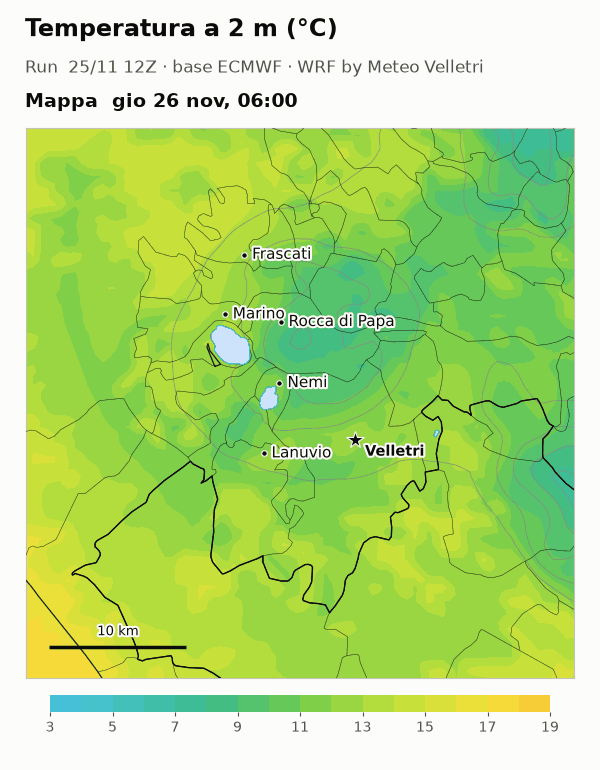 Temperatura a 2 m (°C)
Run  25/11 12Z · base ECMWF · WRF by Meteo Velletri
Mappa  gio 26 nov, 06:00
Frascati
Marino
Rocca di Papa
Nemi
Velletri
Lanuvio
10 km
3 5 7 9 11 13 15 17 19